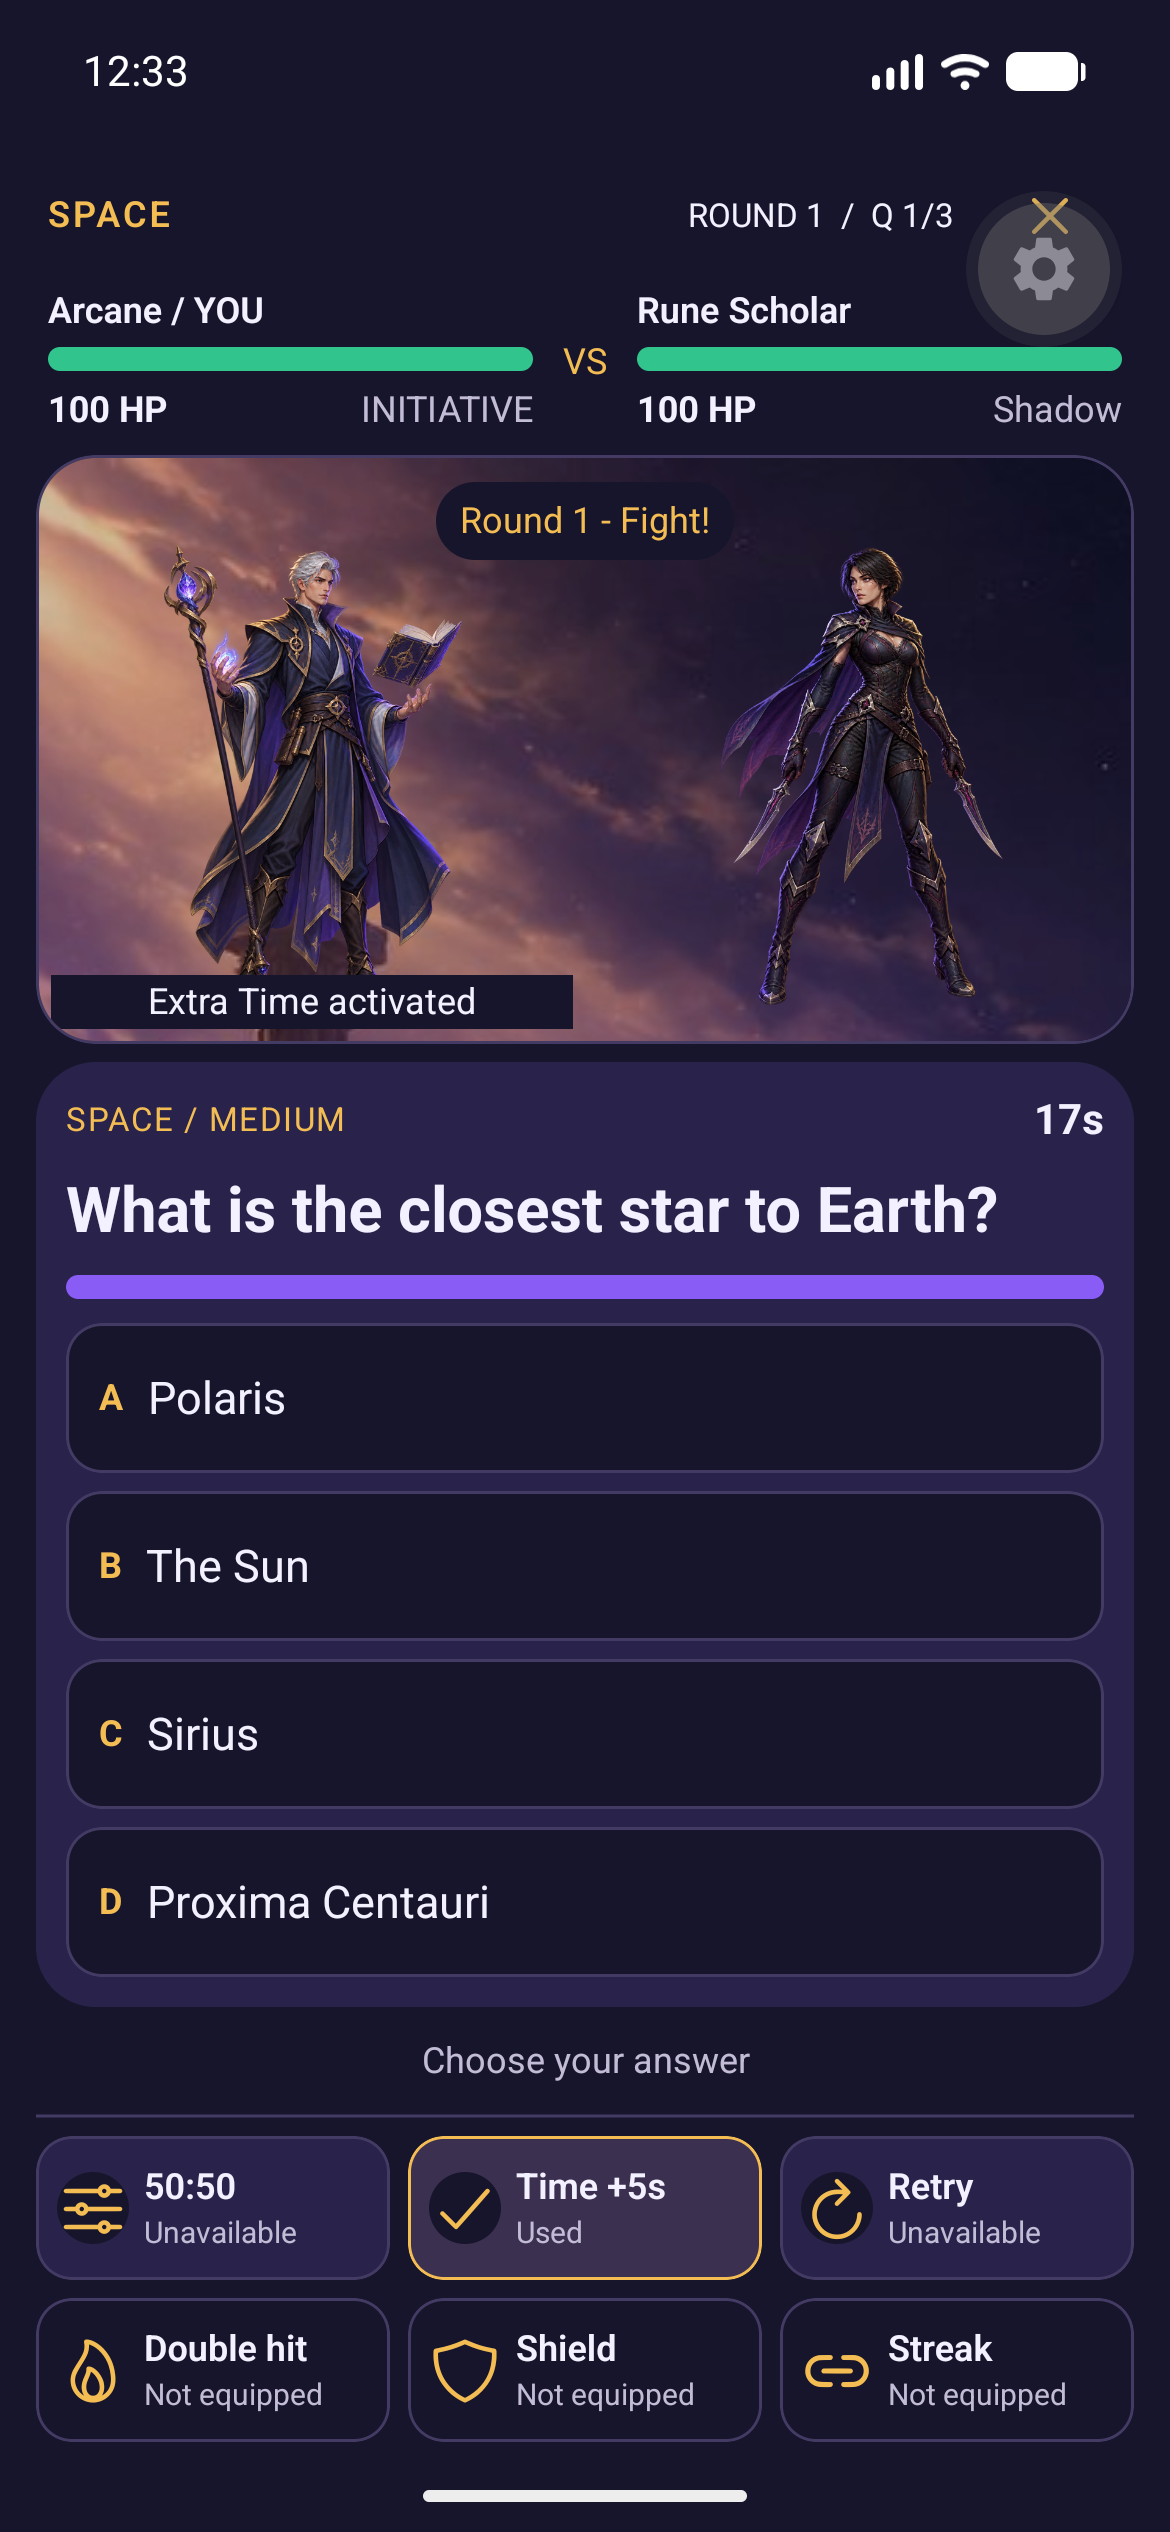 12:33
SPACE
ROUND 1 / Q 1/3
Arcane / YOU
VS
Rune Scholar
100 HP
INITIATIVE
100 HP
Shadow
Round 1 - Fight!
Extra Time activated
SPACE / MEDIUM
17s
What is the closest star to Earth?
A Polaris
B The Sun
C Sirius
D Proxima Centauri
Choose your answer
50:50
Unavailable
Time +5s
Used
Retry
Unavailable
Double hit
Not equipped
Shield
Not equipped
Streak
Not equipped